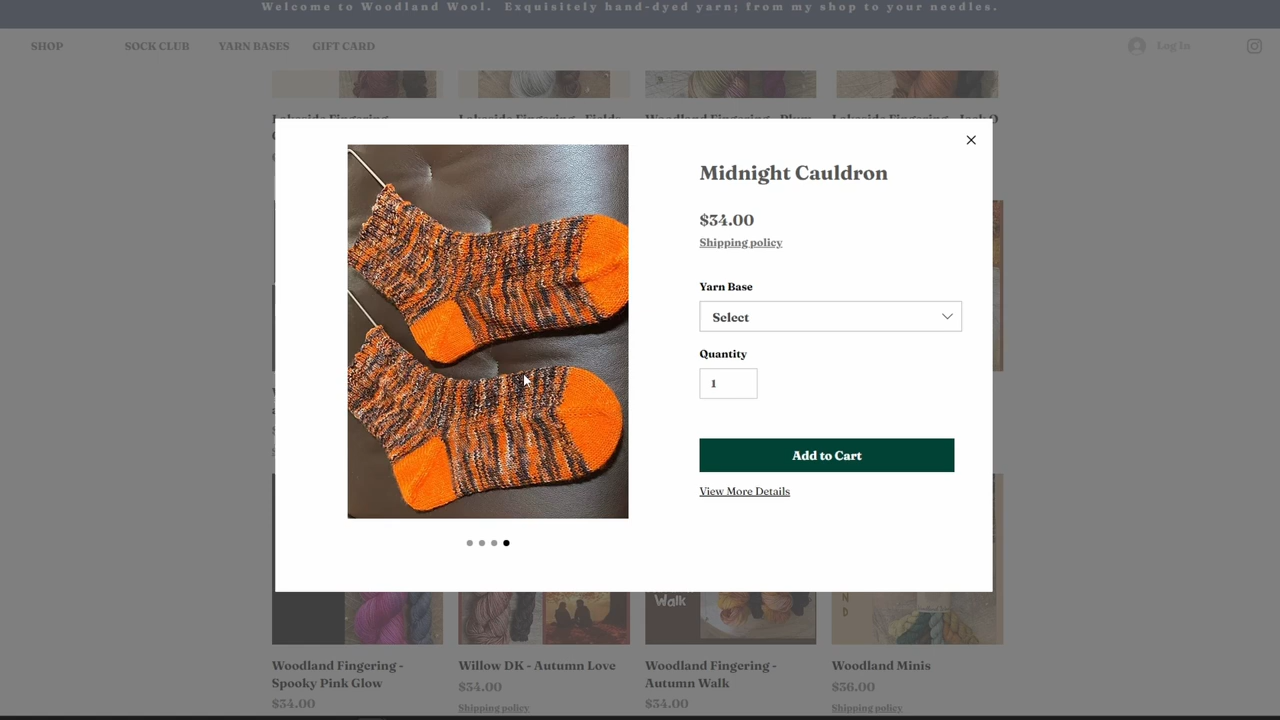 Welcome to Woodland Wool. Exquisitely hand-dyed yarn; from my shop to your needles.
SHOP SOCK CLUB YARN BASES GIFT CARD Log In
Midnight Cauldron
$34.00
Shipping policy
Yarn Base
Select
Quantity
1
Add to Cart
View More Details
Walk
Woodland Fingering -
Spooky Pink Glow
$34.00
Willow DK - Autumn Love
$34.00
Shipping policy
Woodland Fingering -
Autumn Walk
$34.00
Woodland Minis
$36.00
Shipping policy